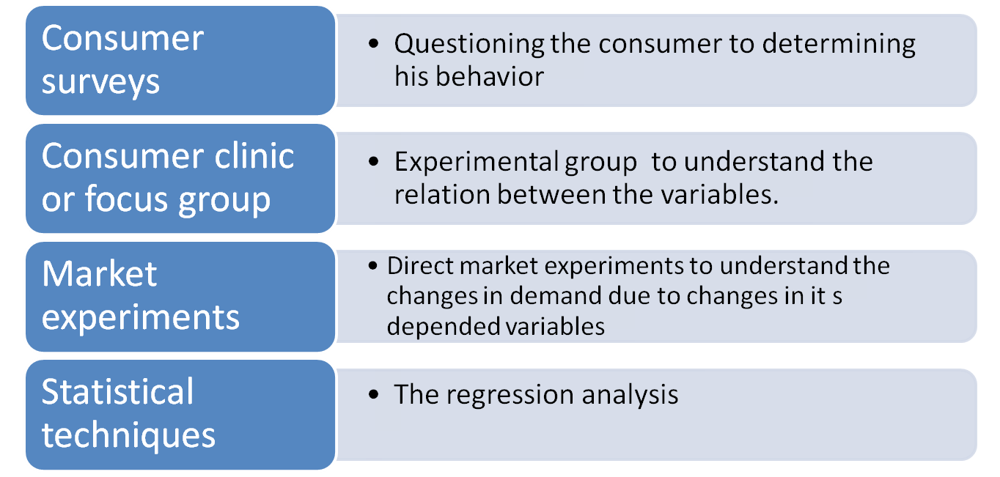 Consumer
surveys
• Questioning the consumer to determining
his behavior
Consumer clinic
or focus group
• Experimental group  to understand the
relation between the variables.
Market
experiments
• Direct market experiments to understand the
changes in demand due to changes in it s
depended variables
Statistical
techniques
• The regression analysis